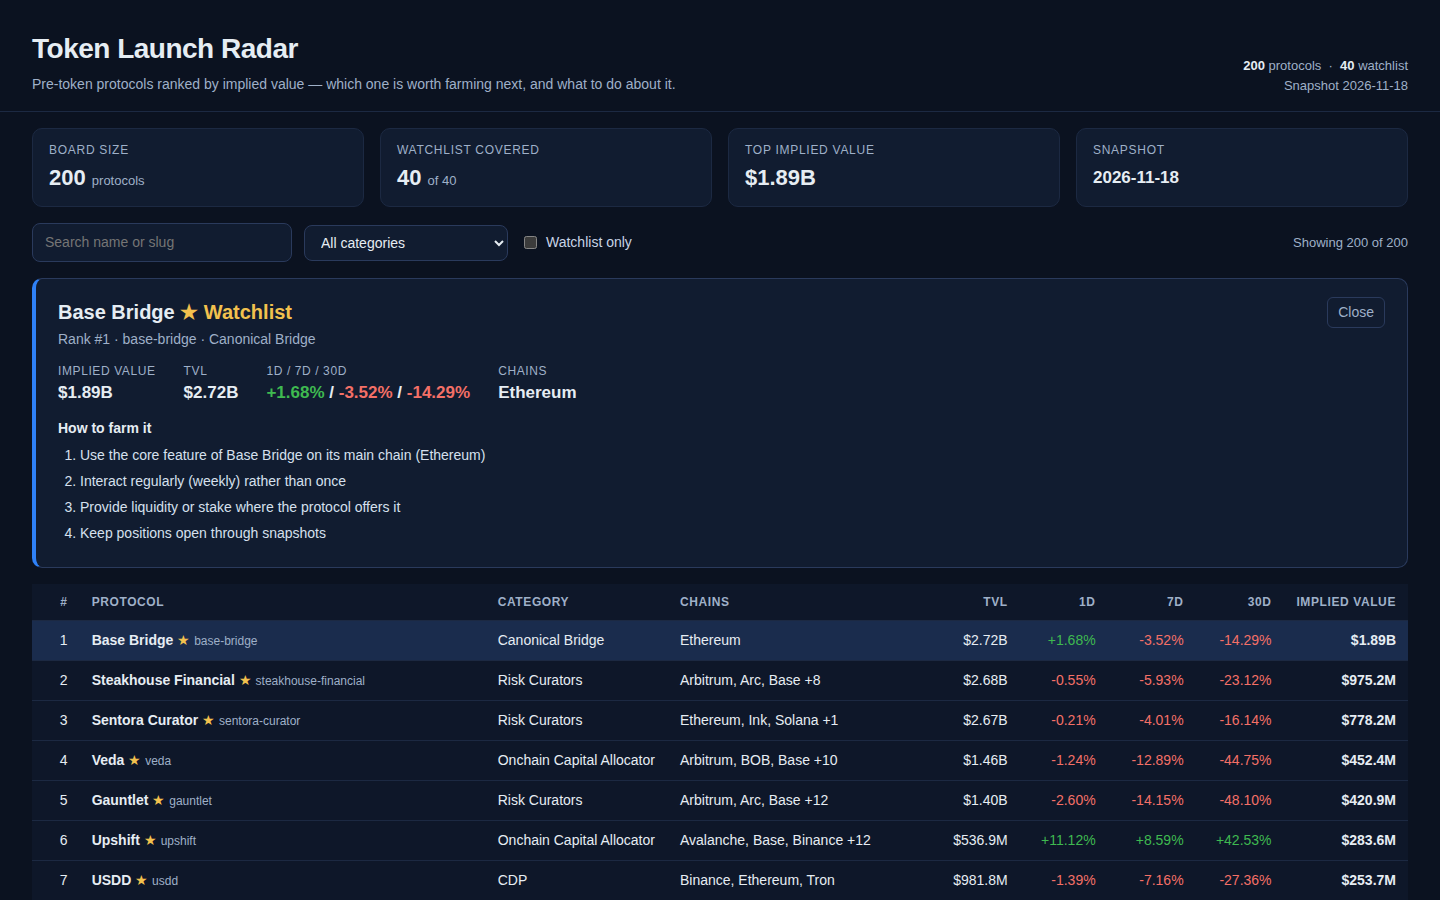 Token Launch Radar
Pre-token protocols ranked by implied value — which one is worth farming next, and what to do about it.
200 protocols · 40 watchlist
Snapshot 2026-11-18
BOARD SIZE
200 protocols
WATCHLIST COVERED
40 of 40
TOP IMPLIED VALUE
$1.89B
SNAPSHOT
2026-11-18
Search name or slug
All categories
Watchlist only
Showing 200 of 200
Base Bridge ★ Watchlist
Close
Rank #1 · base-bridge · Canonical Bridge
IMPLIED VALUE TVL 1D / 7D / 30D CHAINS
$1.89B $2.72B +1.68% / -3.52% / -14.29% Ethereum
How to farm it
1. Use the core feature of Base Bridge on its main chain (Ethereum)
2. Interact regularly (weekly) rather than once
3. Provide liquidity or stake where the protocol offers it
4. Keep positions open through snapshots
# PROTOCOL CATEGORY CHAINS TVL 1D 7D 30D IMPLIED VALUE
1 Base Bridge ★ base-bridge Canonical Bridge Ethereum $2.72B +1.68% -3.52% -14.29% $1.89B
2 Steakhouse Financial ★ steakhouse-financial Risk Curators Arbitrum, Arc, Base +8 $2.68B -0.55% -5.93% -23.12% $975.2M
3 Sentora Curator ★ sentora-curator Risk Curators Ethereum, Ink, Solana +1 $2.67B -0.21% -4.01% -16.14% $778.2M
4 Veda ★ veda Onchain Capital Allocator Arbitrum, BOB, Base +10 $1.46B -1.24% -12.89% -44.75% $452.4M
5 Gauntlet ★ gauntlet Risk Curators Arbitrum, Arc, Base +12 $1.40B -2.60% -14.15% -48.10% $420.9M
6 Upshift ★ upshift Onchain Capital Allocator Avalanche, Base, Binance +12 $536.9M +11.12% +8.59% +42.53% $283.6M
7 USDD ★ usdd CDP Binance, Ethereum, Tron $981.8M -1.39% -7.16% -27.36% $253.7M